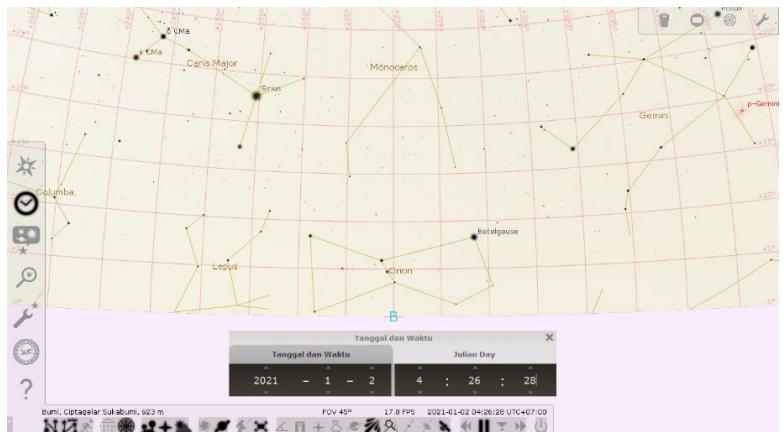 Pollux
δ CMa
ε CMa
Canis Major
Monoceros
Sirius
Gemini
ρ-Gemini
Columba
Betelgeuse
Lepus
Orion
B
Tanggal dan Waktu
Tanggal dan Waktu Julian Day
2021 - 1 - 2 4 : 26 : 28
?
Bumi, Ciptagelar Sukabumi, 623 m FOV 45° 17.8 FPS 2021-01-02 04:26:28 UTC+07:00